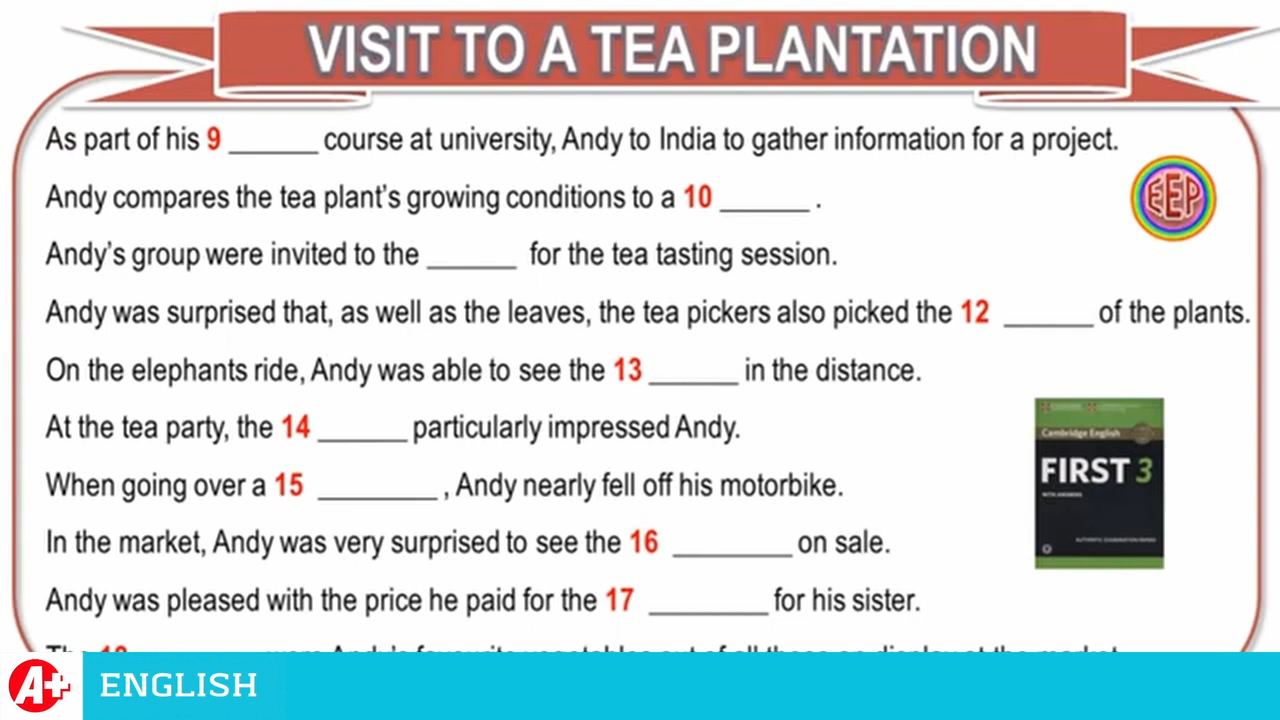 VISIT TO A TEA PLANTATION
As part of his 9 ______ course at university, Andy to India to gather information for a project.
Andy compares the tea plant's growing conditions to a 10 ______ .
EEP
Andy's group were invited to the ______ for the tea tasting session.
Andy was surprised that, as well as the leaves, the tea pickers also picked the 12 ______ of the plants.
On the elephants ride, Andy was able to see the 13 ______ in the distance.
At the tea party, the 14 ______ particularly impressed Andy.
Cambridge English
FIRST 3
WITH ANSWERS
AUTHENTIC EXAMINATION PAPERS
When going over a 15 ________ , Andy nearly fell off his motorbike.
In the market, Andy was very surprised to see the 16 ________ on sale.
Andy was pleased with the price he paid for the 17 ________ for his sister.
A+ ENGLISH